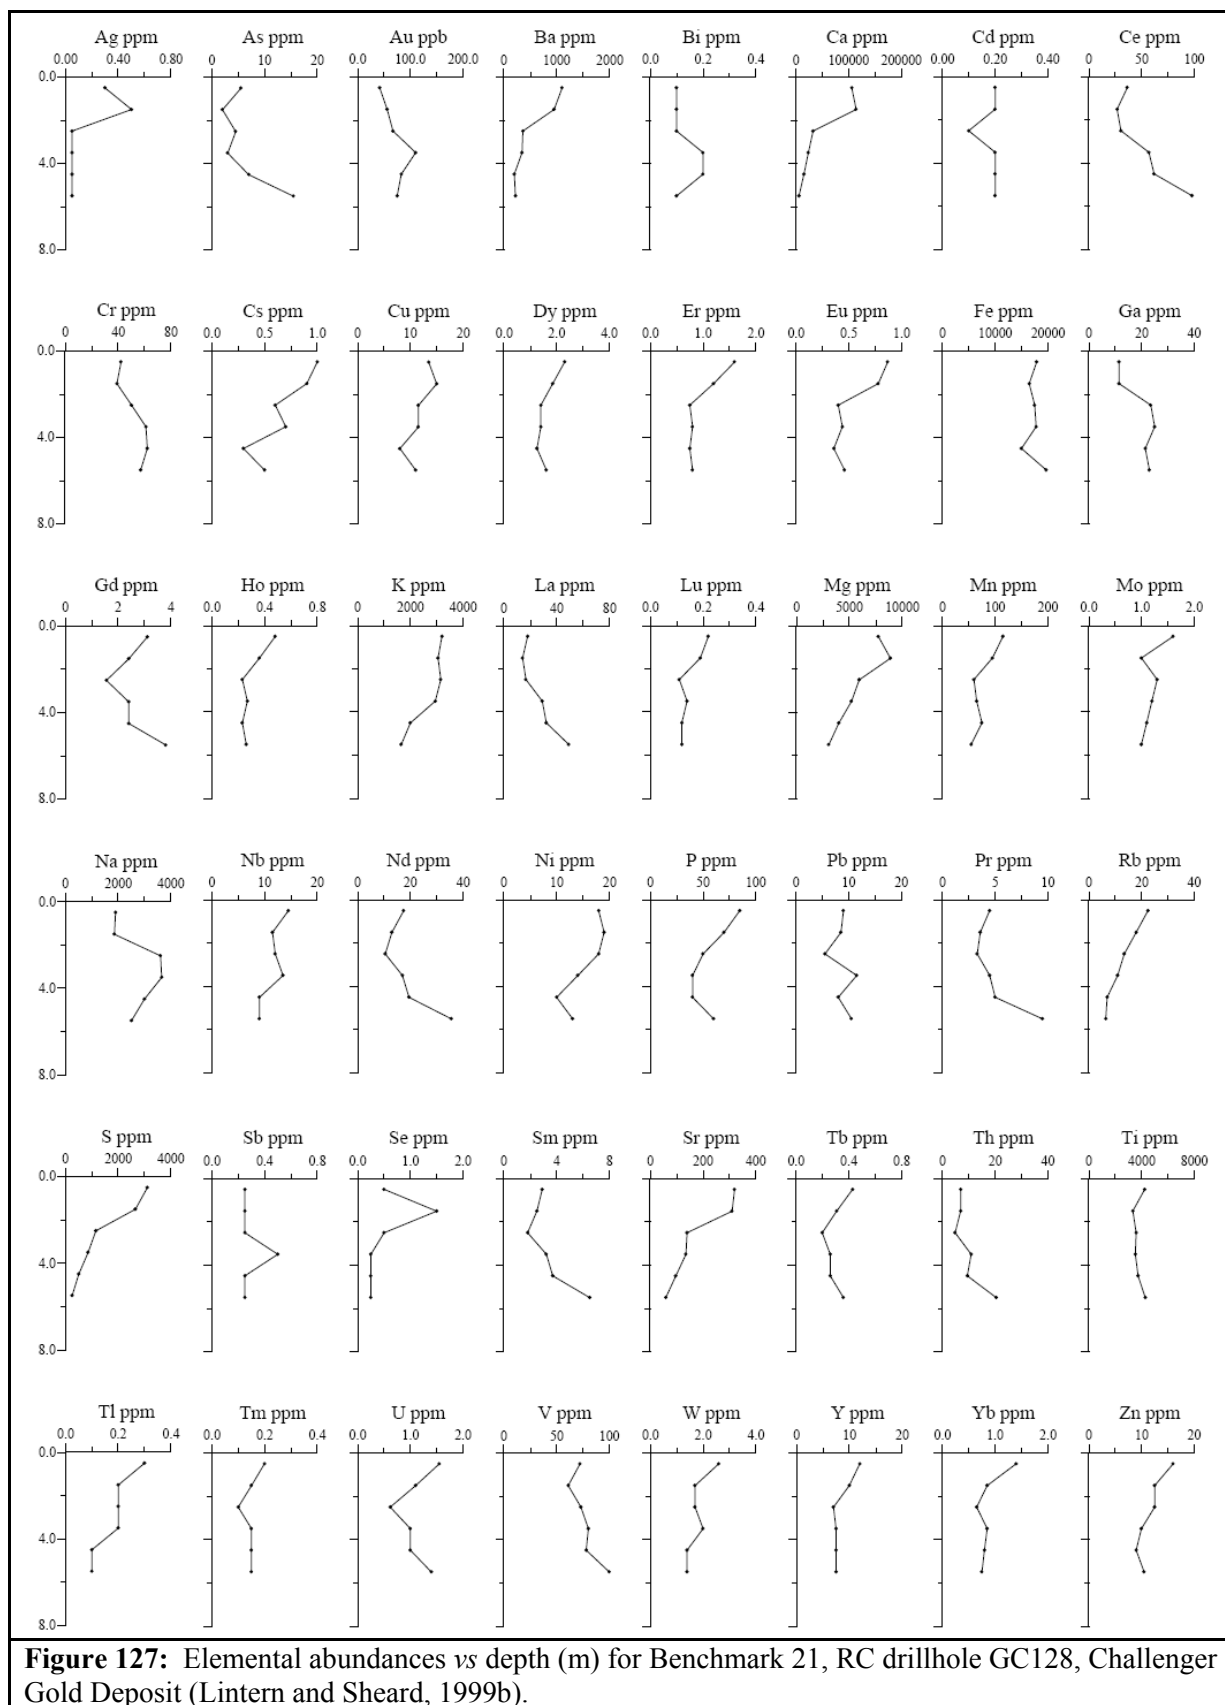 Ag ppm As ppm Au ppb Ba ppm Bi ppm Ca ppm Cd ppm Ce ppm
0.00 0.40 0.80 0 10 20 0 100.0 200.0 0 1000 2000 0.0 0.2 0.4 0 100000 200000 0.00 0.20 0.40 0 50 100
0.0
4.0
8.0
Cr ppm Cs ppm Cu ppm Dy ppm Er ppm Eu ppm Fe ppm Ga ppm
0 40 80 0.0 0.5 1.0 0 10 20 0.0 2.0 4.0 0.0 1.0 2.0 0.0 0.5 1.0 0 10000 20000 0 20 40
0.0
4.0
8.0
Gd ppm Ho ppm K ppm La ppm Lu ppm Mg ppm Mn ppm Mo ppm
0 2 4 0.0 0.4 0.8 0 2000 4000 0 40 80 0.0 0.2 0.4 0 5000 10000 0 100 200 0.0 1.0 2.0
0.0
4.0
8.0
Na ppm Nb ppm Nd ppm Ni ppm P ppm Pb ppm Pr ppm Rb ppm
0 2000 4000 0 10 20 0 20 40 0 10 20 0 50 100 0 10 20 0 5 10 0 20 40
0.0
4.0
8.0
S ppm Sb ppm Se ppm Sm ppm Sr ppm Tb ppm Th ppm Ti ppm
0 2000 4000 0.0 0.4 0.8 0.0 1.0 2.0 0 4 8 0 200 400 0.0 0.4 0.8 0 20 40 0 4000 8000
0.0
4.0
8.0
Tl ppm Tm ppm U ppm V ppm W ppm Y ppm Yb ppm Zn ppm
0.0 0.2 0.4 0.0 0.2 0.4 0.0 1.0 2.0 0 50 100 0.0 2.0 4.0 0 10 20 0.0 1.0 2.0 0 10 20
0.0
4.0
8.0
Figure 127: Elemental abundances vs depth (m) for Benchmark 21, RC drillhole GC128, Challenger
Gold Deposit (Lintern and Sheard, 1999b).